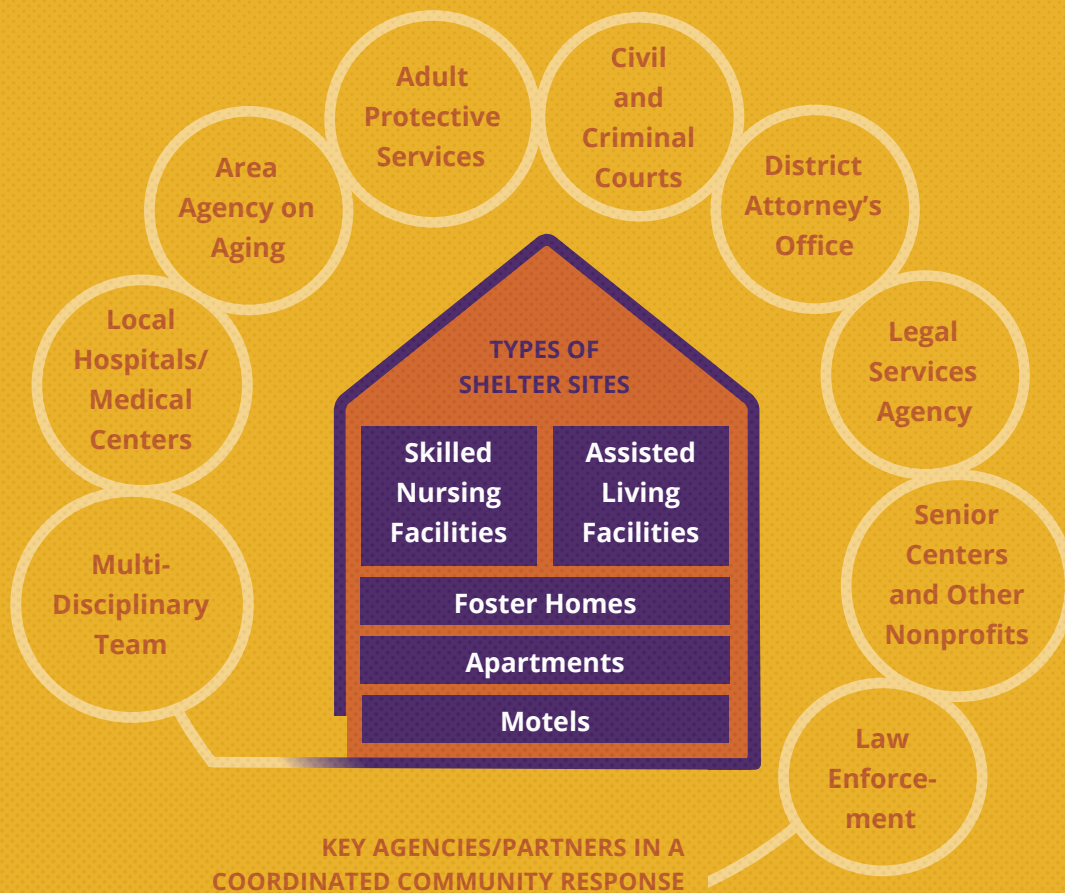 Adult
Protective
Services
Civil
and
Criminal
Courts
Area
Agency on
Aging
District
Attorney’s
Office
Local
Hospitals/
Medical
Centers
Legal
Services
Agency
Multi-
Disciplinary
Team
Senior
Centers
and Other
Nonprofits
Law
Enforce-
ment
TYPES OF
SHELTER SITES
Skilled
Nursing
Facilities
Assisted
Living
Facilities
Foster Homes
Apartments
Motels
KEY AGENCIES/PARTNERS IN A
COORDINATED COMMUNITY RESPONSE